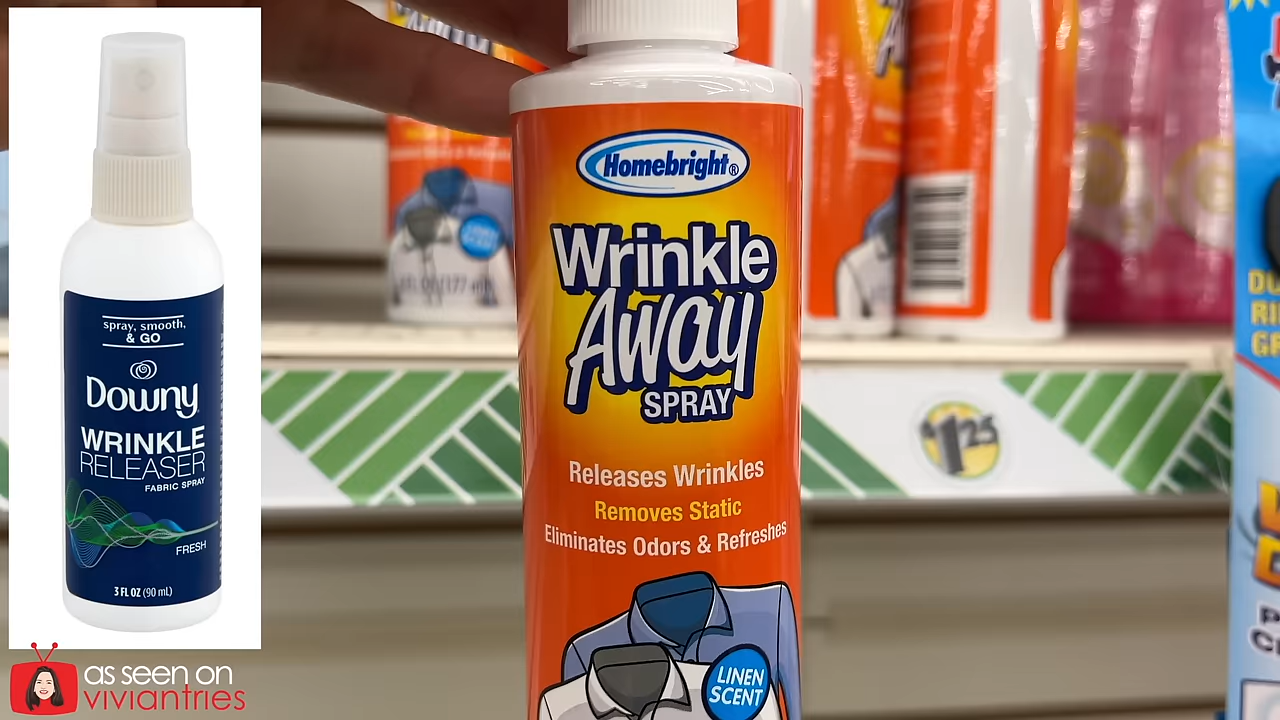 spray, smooth,
& GO
Downy
WRINKLE
RELEASER
FABRIC SPRAY
FRESH
3 FL OZ (90 mL)
as seen on
viviantries
Homebright®
Wrinkle
Away
SPRAY
Releases Wrinkles
Removes Static
Eliminates Odors & Refreshes
LINEN
SCENT
$1.25